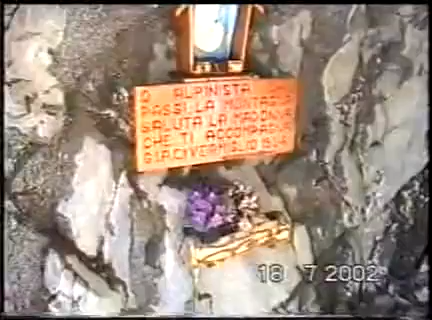 O ALPINISTA
PASSI LA MONTAGNA
SALUTA LA MADONNA
CHE TI ACCOMPAGNA
18 7 2002